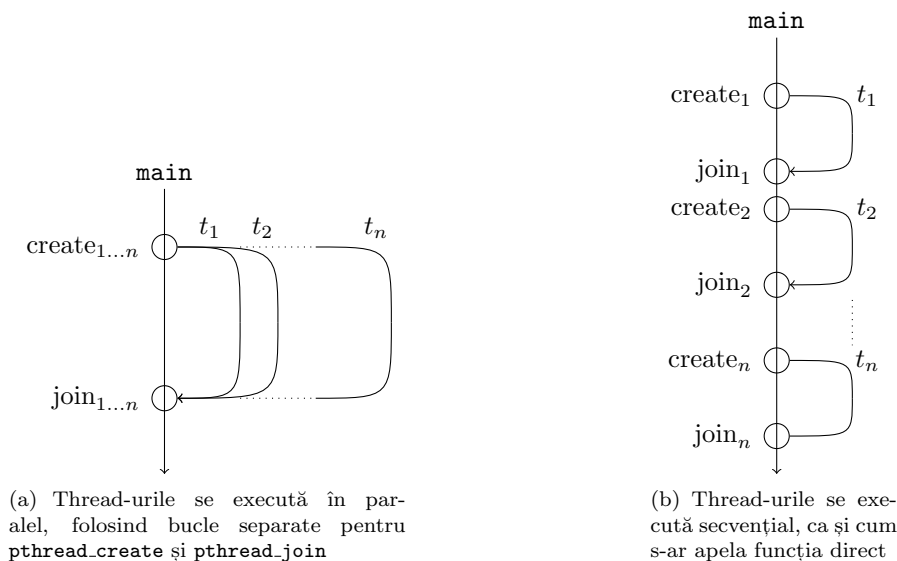 main
create1...n
t1
t2
tn
join1...n
(a) Thread-urile se execută în par-
alel, folosind bucle separate pentru
pthread_create și pthread_join
main
create1
t1
join1
create2
t2
join2
createn
tn
joinn
(b) Thread-urile se exe-
cută secvențial, ca și cum
s-ar apela funcția direct